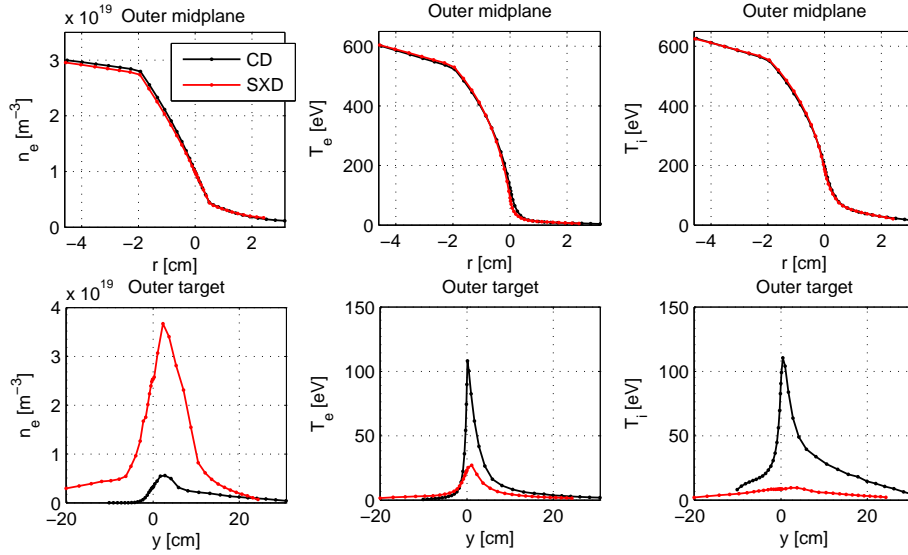 x 10^19 Outer midplane
3
2
1
0
−4 −2 0 2
r [cm]
n_e [m^−3]
CD
SXD
Outer midplane
600
400
200
0
−4 −2 0 2
r [cm]
T_e [eV]
Outer midplane
600
400
200
0
−4 −2 0 2
r [cm]
T_i [eV]
x 10^19 Outer target
4
3
2
1
0
−20 0 20
y [cm]
n_e [m^−3]
Outer target
150
100
50
0
−20 0 20
y [cm]
T_e [eV]
Outer target
150
100
50
0
−20 0 20
y [cm]
T_i [eV]